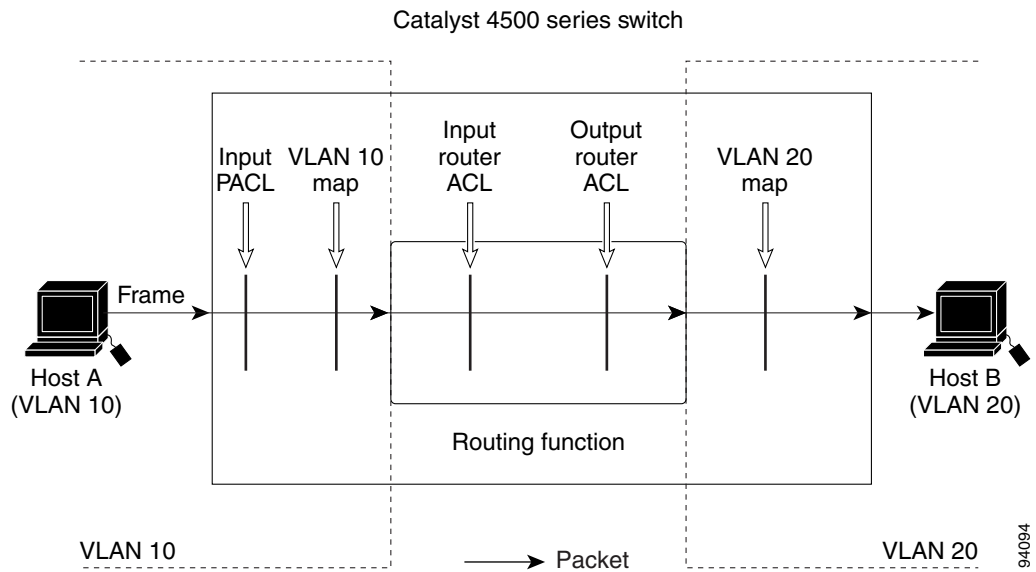 Catalyst 4500 series switch
Input
PACL
VLAN 10
map
Input
router
ACL
Output
router
ACL
VLAN 20
map
Frame
Host A
(VLAN 10)
Host B
(VLAN 20)
Routing function
VLAN 10
Packet
VLAN 20
94094